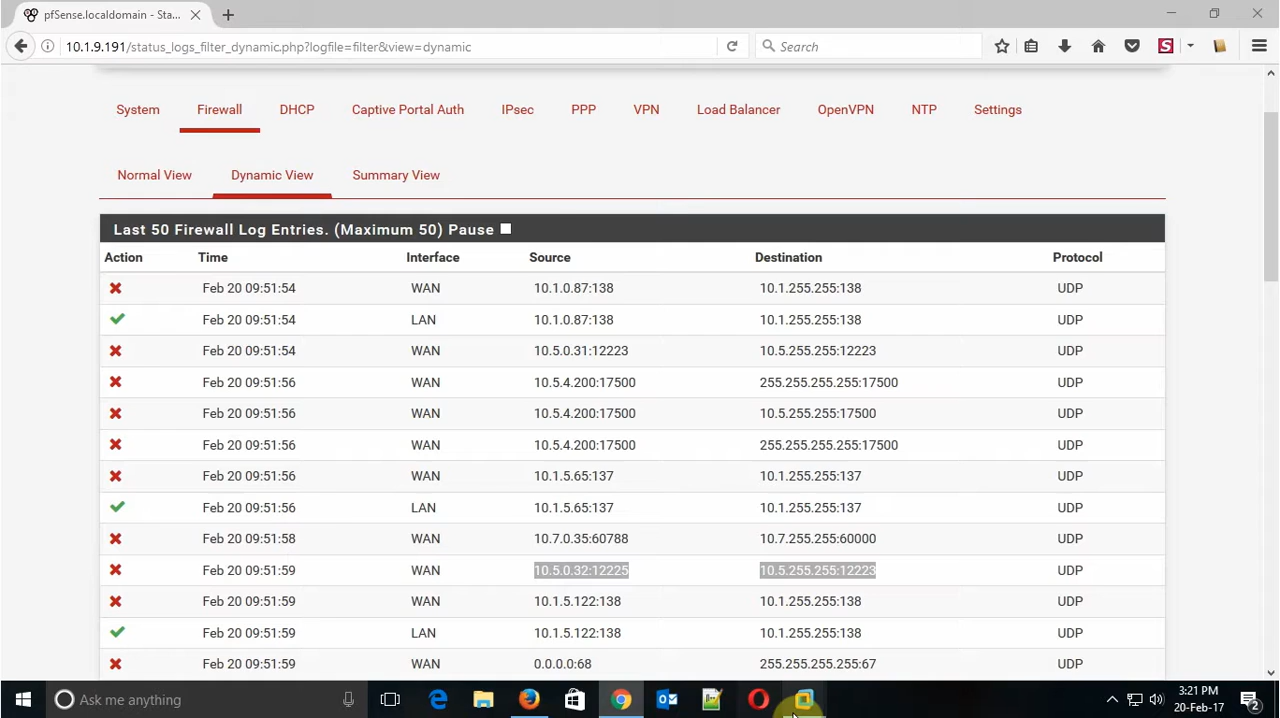 pfSense.localdomain - Sta...
10.1.9.191/status_logs_filter_dynamic.php?logfile=filter&view=dynamic
Search
System Firewall DHCP Captive Portal Auth IPsec PPP VPN Load Balancer OpenVPN NTP Settings
Normal View Dynamic View Summary View
Last 50 Firewall Log Entries. (Maximum 50) Pause
Action Time Interface Source Destination Protocol
Feb 20 09:51:54 WAN 10.1.0.87:138 10.1.255.255:138 UDP
Feb 20 09:51:54 LAN 10.1.0.87:138 10.1.255.255:138 UDP
Feb 20 09:51:54 WAN 10.5.0.31:12223 10.5.255.255:12223 UDP
Feb 20 09:51:56 WAN 10.5.4.200:17500 255.255.255.255:17500 UDP
Feb 20 09:51:56 WAN 10.5.4.200:17500 10.5.255.255:17500 UDP
Feb 20 09:51:56 WAN 10.5.4.200:17500 255.255.255.255:17500 UDP
Feb 20 09:51:56 WAN 10.1.5.65:137 10.1.255.255:137 UDP
Feb 20 09:51:56 LAN 10.1.5.65:137 10.1.255.255:137 UDP
Feb 20 09:51:58 WAN 10.7.0.35:60788 10.7.255.255:60000 UDP
Feb 20 09:51:59 WAN 10.5.0.32:12225 10.5.255.255:12223 UDP
Feb 20 09:51:59 WAN 10.1.5.122:138 10.1.255.255:138 UDP
Feb 20 09:51:59 LAN 10.1.5.122:138 10.1.255.255:138 UDP
Feb 20 09:51:59 WAN 0.0.0.0:68 255.255.255.255:67 UDP
Ask me anything
3:21 PM
20-Feb-17
2